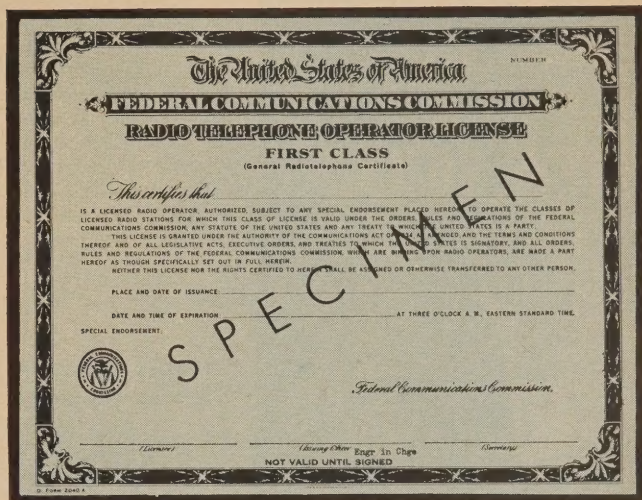 NUMBER
The United States of America
FEDERAL COMMUNICATIONS COMMISSION
RADIO TELEPHONE OPERATOR LICENSE
FIRST CLASS
(General Radiotelephone Certificate)
This certifies that
IS A LICENSED RADIO OPERATOR, AUTHORIZED, SUBJECT TO ANY SPECIAL ENDORSEMENT PLACED HEREON, TO OPERATE THE CLASSES OF
LICENSED RADIO STATIONS FOR WHICH THIS CLASS OF LICENSE IS VALID UNDER THE ORDERS, RULES AND REGULATIONS OF THE FEDERAL
COMMUNICATIONS COMMISSION, ANY STATUTE OF THE UNITED STATES AND ANY TREATY TO WHICH THE UNITED STATES IS A PARTY.
THIS LICENSE IS GRANTED UNDER THE AUTHORITY OF THE COMMUNICATIONS ACT OF 1934 AS AMENDED AND THE TERMS AND CONDITIONS
THEREOF AND OF ALL LEGISLATIVE ACTS, EXECUTIVE ORDERS, AND TREATIES TO WHICH THE UNITED STATES IS SIGNATORY, AND ALL ORDERS,
RULES AND REGULATIONS OF THE FEDERAL COMMUNICATIONS COMMISSION, WHICH ARE BINDING UPON RADIO OPERATORS, ARE MADE A PART
HEREOF AS THOUGH SPECIFICALLY SET OUT IN FULL HEREIN.
NEITHER THIS LICENSE NOR THE RIGHTS CERTIFIED TO HEREIN SHALL BE ASSIGNED OR OTHERWISE TRANSFERRED TO ANY OTHER PERSON.
PLACE AND DATE OF ISSUANCE:
DATE AND TIME OF EXPIRATION AT THREE O'CLOCK A. M., EASTERN STANDARD TIME.
SPECIAL ENDORSEMENT:
SPECIMEN
Federal Communications Commission.
(Licensee) (Issuing Officer) Engr in Chge (Secretary)
NOT VALID UNTIL SIGNED